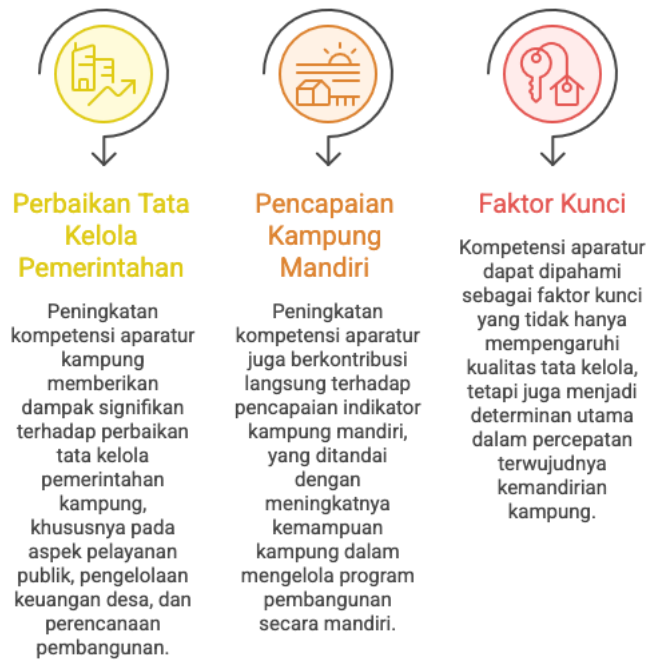 Perbaikan Tata
Kelola
Pemerintahan
Peningkatan
kompetensi aparatur
kampung
memberikan
dampak signifikan
terhadap perbaikan
tata kelola
pemerintahan
kampung,
khususnya pada
aspek pelayanan
publik, pengelolaan
keuangan desa, dan
perencanaan
pembangunan.
Pencapaian
Kampung
Mandiri
Peningkatan
kompetensi aparatur
juga berkontribusi
langsung terhadap
pencapaian indikator
kampung mandiri,
yang ditandai
dengan
meningkatnya
kemampuan
kampung dalam
mengelola program
pembangunan
secara mandiri.
Faktor Kunci
Kompetensi aparatur
dapat dipahami
sebagai faktor kunci
yang tidak hanya
mempengaruhi
kualitas tata kelola,
tetapi juga menjadi
determinan utama
dalam percepatan
terwujudnya
kemandirian
kampung.